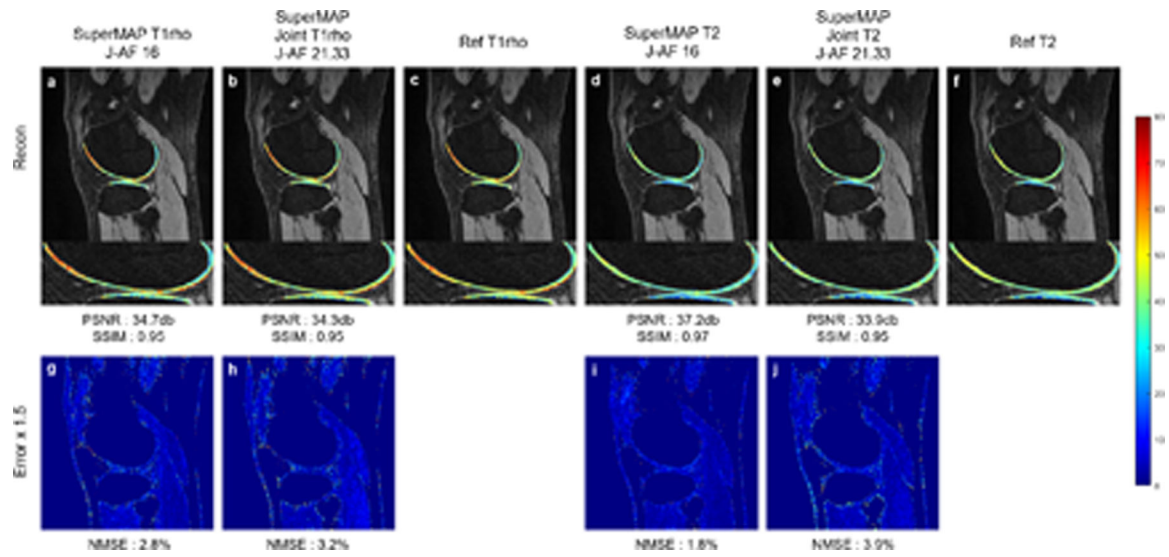 SuperMAP T1rho
J-AF 16
SuperMAP
Joint T1rho
J-AF 21.33
Ref T1rho
SuperMAP T2
J-AF 16
SuperMAP
Joint T2
J-AF 21.33
Ref T2
Recon
a
b
c
d
e
f
PSNR : 34.7db
SSIM : 0.95
PSNR : 34.3db
SSIM : 0.95
PSNR : 37.2db
SSIM : 0.97
PSNR : 33.9db
SSIM : 0.95
Error x 1.5
g
h
i
j
NMSE : 2.8%
NMSE : 3.2%
NMSE : 1.8%
NMSE : 3.9%